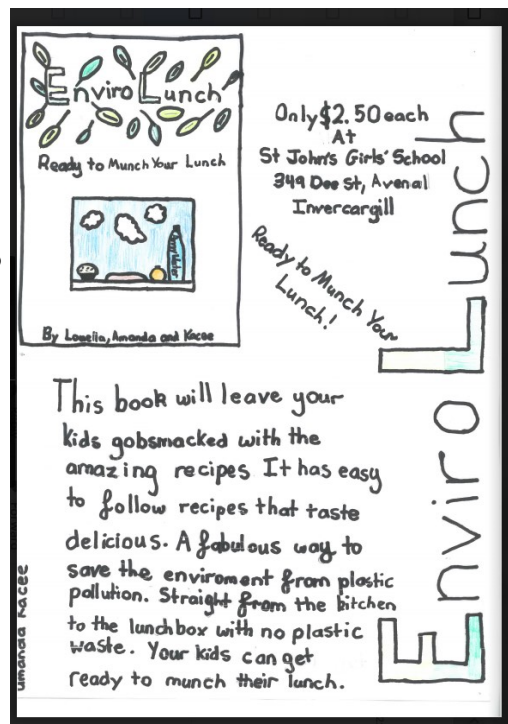 Enviro Lunch
Ready to Munch Your Lunch
By Louella, Amanda and Kacee
Only $2.50 each
At
St John's Girls' School
349 Dee St, Avenal
Invercargill
Ready to Munch Your
Lunch!
Enviro Lunch
This book will leave your
kids gobsmacked with the
amazing recipes It has easy
to follow recipes that taste
delicious. A fabulous way to
save the enviroment from plastic
pollution. Straight from the kitchen
to the lunchbox with no plastic
waste. Your kids can get
ready to munch their lunch.
amanda Kacee